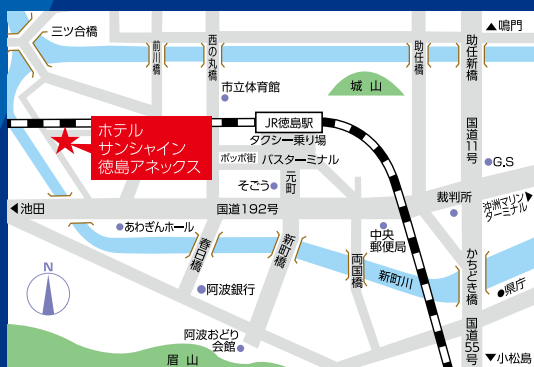 三ツ合橋
前川橋
西の丸橋
助任橋
助任新橋
▲鳴門
市立体育館
城山
国道11号
ホテル
サンシャイン
徳島アネックス
JR徳島駅
タクシー乗り場
ポッポ街
バスターミナル
G.S
そごう
元町
裁判所
沖洲マリン
ターミナル
◀池田
国道192号
あわぎんホール
春日橋
新町橋
中央
郵便局
両国橋
新町川
かちどき橋
県庁
N
阿波銀行
阿波おどり
会館
眉山
国道55号
▼小松島